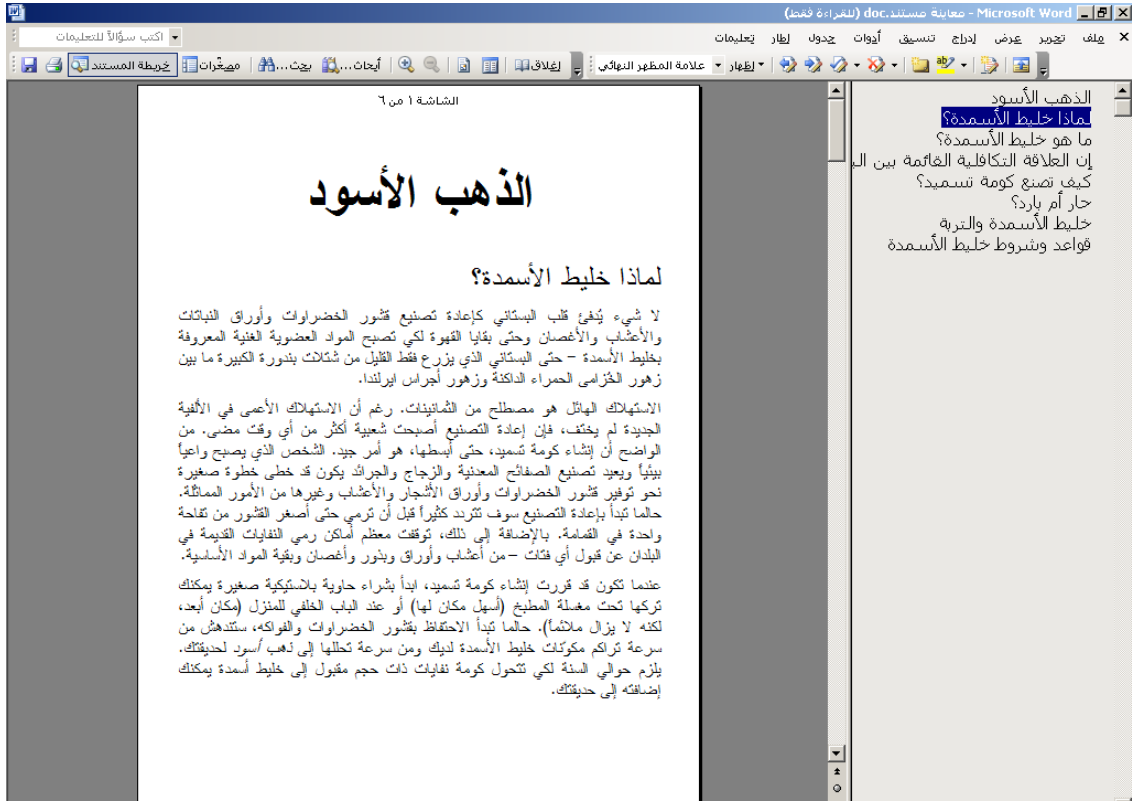 معاينة مستند.doc (للقراءة فقط) - Microsoft Word
ملف تحرير عرض إدراج تنسيق أدوات جدول إطار تعليمات
اكتب سؤالاً للتعليمات
إظهار علامة المظهر النهائي
إغلاق أبحاث... بحث... مصغّرات خريطة المستند
الذهب الأسود
لماذا خليط الأسمدة؟
ما هو خليط الأسمدة؟
إن العلاقة التكافلية القائمة بين
كيف تصنع كومة تسميد؟
حار أم بارد؟
خليط الأسمدة والتربة
قواعد وشروط خليط الأسمدة
الشاشة ١ من ٦
الذهب الأسود
لماذا خليط الأسمدة؟
لا شيء يُدفئ قلب البستاني كإعادة تصنيع قشور الخضراوات وأوراق النباتات
والأعشاب والأغصان وحتى بقايا القهوة لكي تصبح المواد العضوية الغنية المعروفة
بخليط الأسمدة – حتى البستاني الذي يزرع فقط القليل من شتلات بندورة الكبيرة ما بين
زهور الخُزامى الحمراء الداكنة وزهور أجراس ايرلندا.
الاستهلاك الهائل هو مصطلح من الثمانينات. رغم أن الاستهلاك الأعمى في الألفية
الجديدة لم يختف، فإن إعادة التصنيع أصبحت شعبية أكثر من أي وقت مضى. من
الواضح أن إنشاء كومة تسميد، حتى أبسطها، هو أمر جيد. الشخص الذي يصبح واعياً
بيئياً ويعيد تصنيع الصفائح المعدنية والزجاج والجرائد يكون قد خطى خطوة صغيرة
نحو توفير قشور الخضراوات وأوراق الأشجار والأعشاب وغيرها من الأمور المماثلة.
حالما تبدأ بإعادة التصنيع سوف تتردد كثيراً قبل أن ترمي حتى أصغر القشور من تفاحة
واحدة في القمامة. بالإضافة إلى ذلك، توقفت معظم أماكن رمي النفايات القديمة في
البلدان عن قبول أي فتات – من أعشاب وأوراق وبذور وأغصان وبقية المواد الأساسية.
عندما تكون قد قررت إنشاء كومة تسميد، ابدأ بشراء حاوية بلاستيكية صغيرة يمكنك
تركها تحت مغسلة المطبخ (أسهل مكان لها) أو عند الباب الخلفي للمنزل (مكان أبعد،
لكنه لا يزال ملائماً). حالما تبدأ الاحتفاظ بقشور الخضراوات والفواكه، ستندهش من
سرعة تراكم مكوّنات خليط الأسمدة لديك ومن سرعة تحللها إلى ذهب أسود لحديقتك.
يلزم حوالي السنة لكي تتحول كومة نفايات ذات حجم مقبول إلى خليط أسمدة يمكنك
إضافته إلى حديقتك.